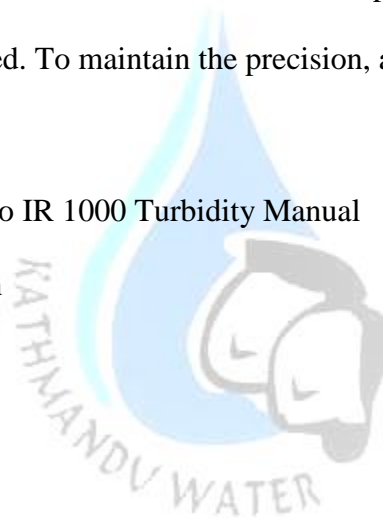 ed. To maintain the precision, a
o IR 1000 Turbidity Manual
KATHMANDU WATER